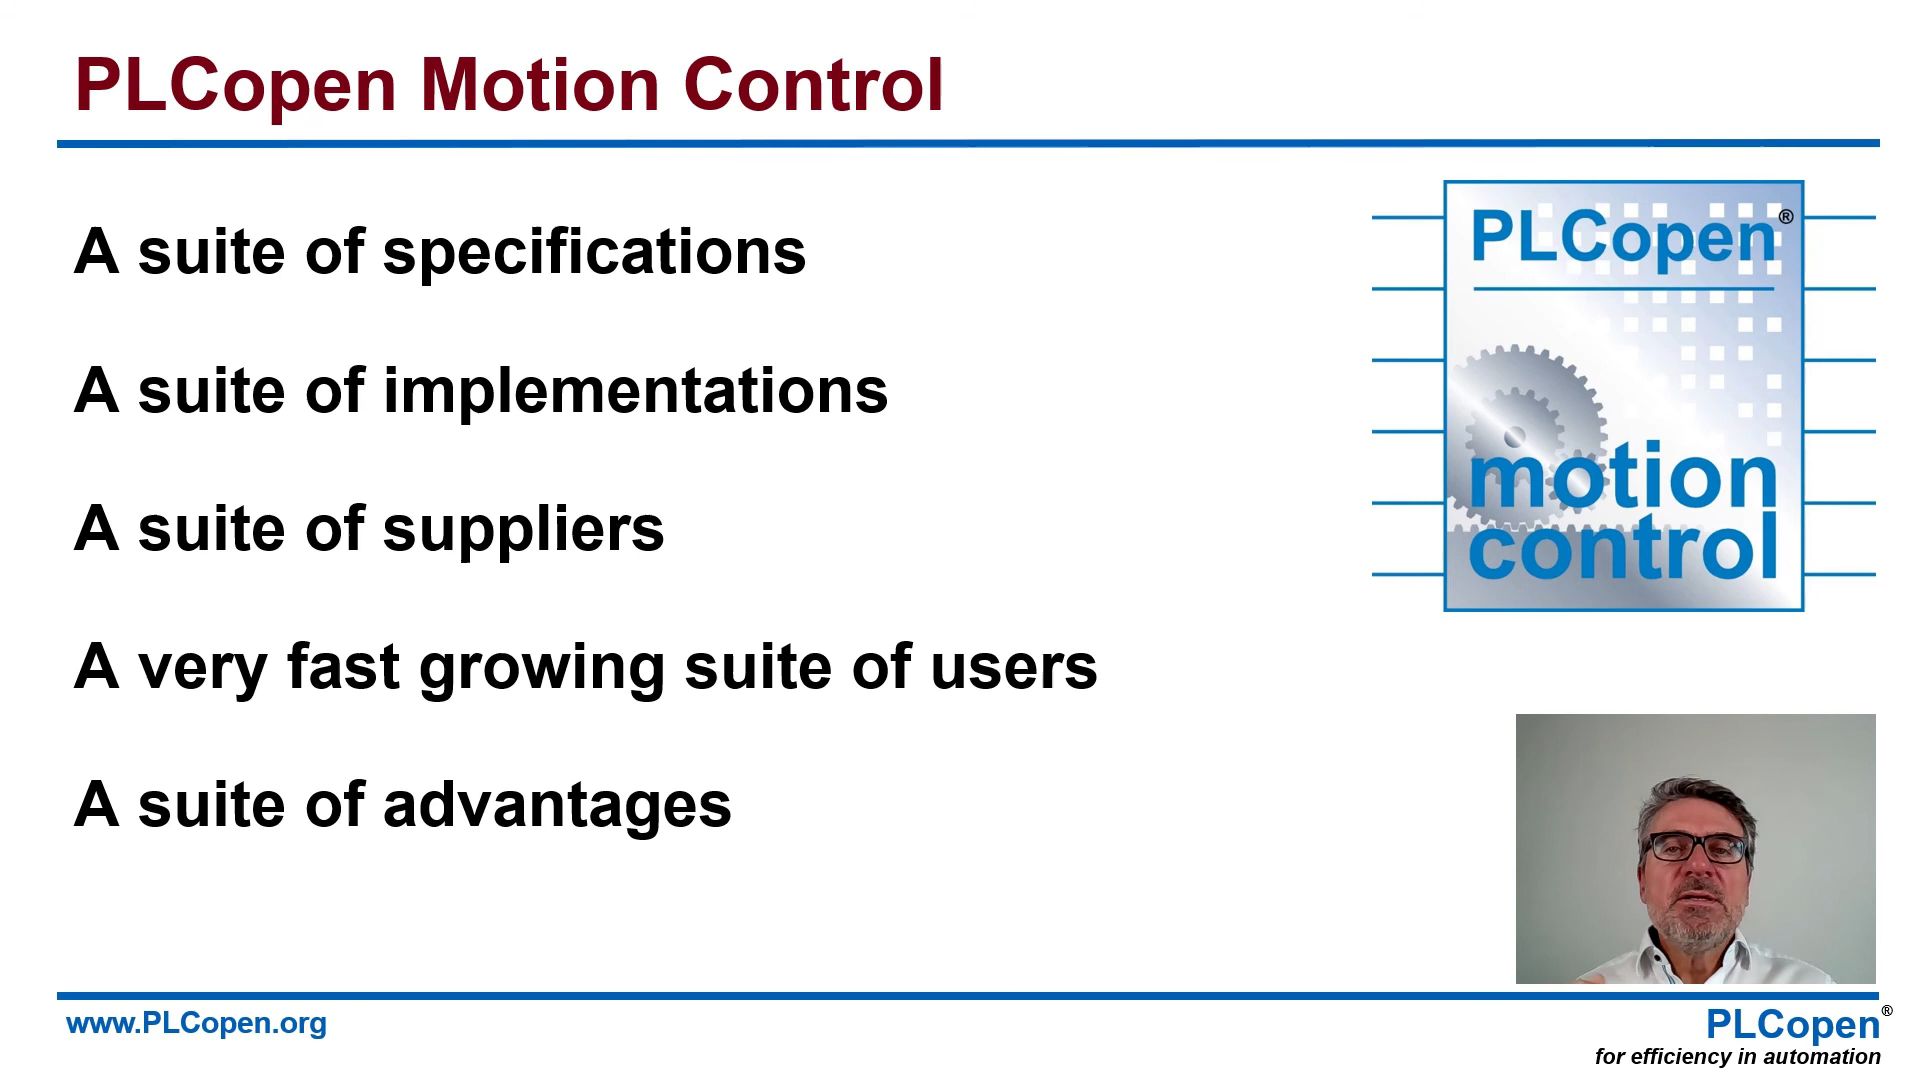 PLCopen Motion Control
A suite of specifications
A suite of implementations
A suite of suppliers
A very fast growing suite of users
A suite of advantages
PLCopen®
motion
control
www.PLCopen.org
PLCopen®
for efficiency in automation